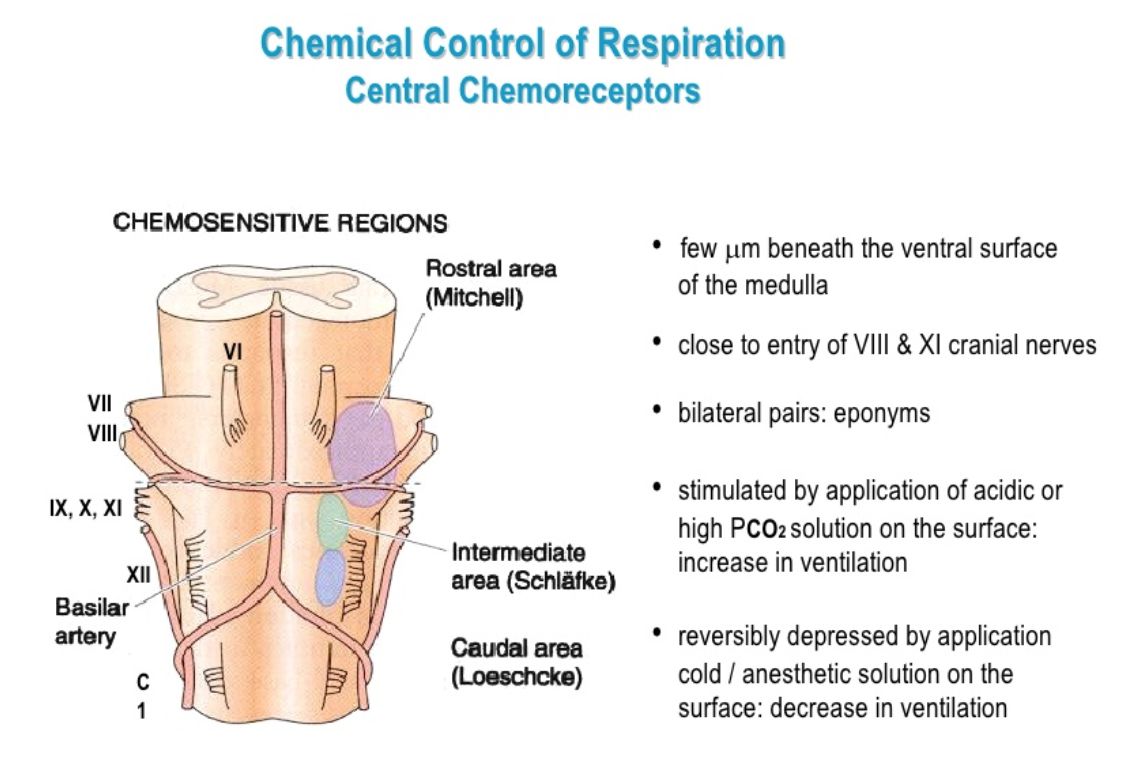 Chemical Control of Respiration
Central Chemoreceptors
CHEMOSENSITIVE REGIONS
Rostral area
(Mitchell)
VI
VII
VIII
IX, X, XI
XII
Basilar
artery
C
1
Intermediate
area (Schläfke)
Caudal area
(Loeschcke)
• few μm beneath the ventral surface
of the medulla
• close to entry of VIII & XI cranial nerves
• bilateral pairs: eponyms
• stimulated by application of acidic or
high PCO₂ solution on the surface:
increase in ventilation
• reversibly depressed by application
cold / anesthetic solution on the
surface: decrease in ventilation